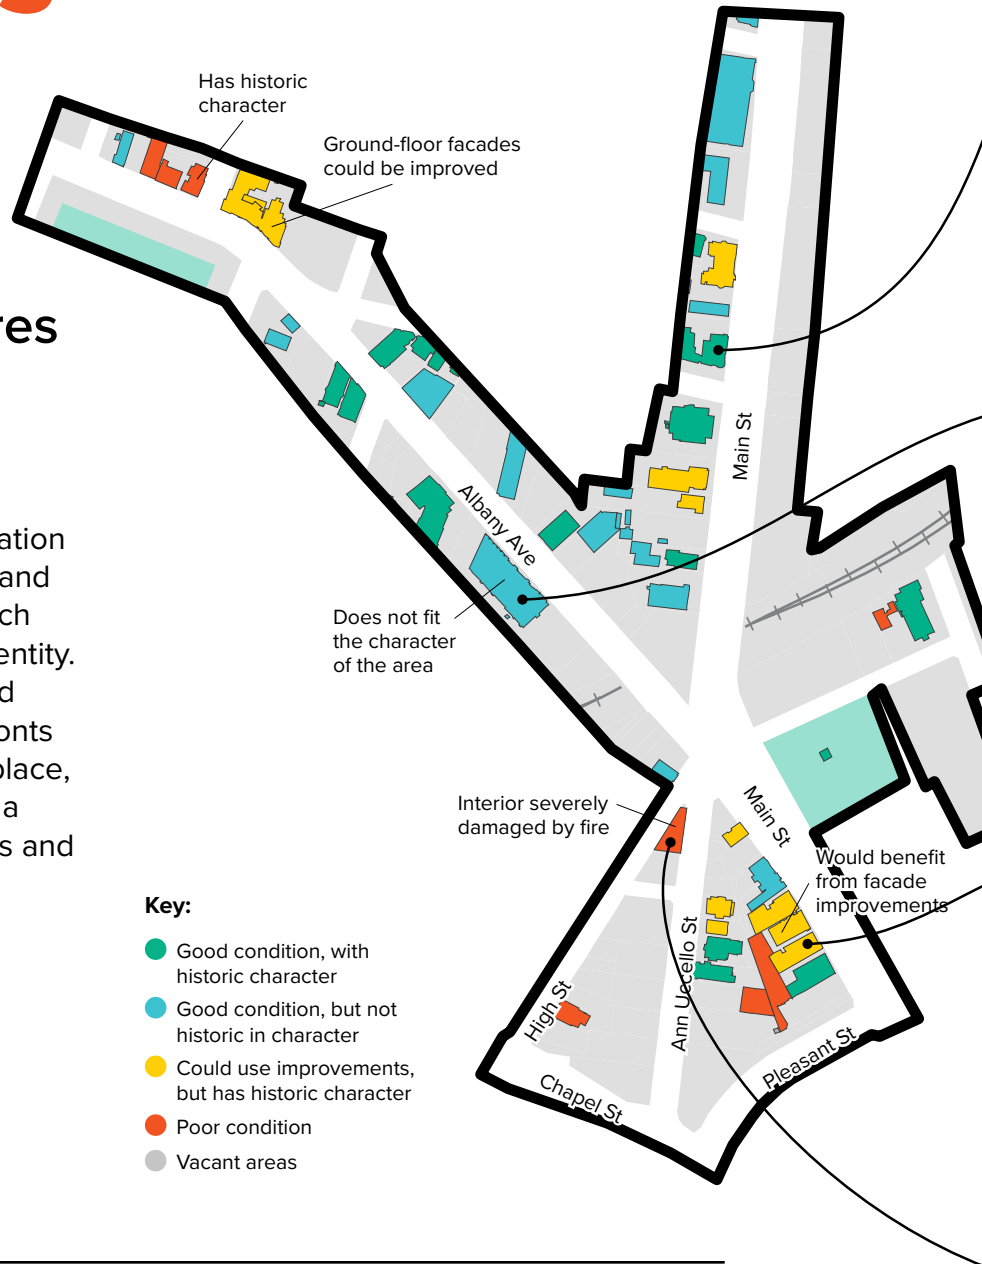 Has historic
character
Ground-floor facades
could be improved
res
ation
and
ch
entity.
d
onts
place,
a
s and
Main St
Albany Ave
Does not fit
the character
of the area
Interior severely
damaged by fire
Main St
Would benefit
from facade
improvements
Ann Uccello St
High St
Chapel St
Pleasant St
Key:
Good condition, with
historic character
Good condition, but not
historic in character
Could use improvements,
but has historic character
Poor condition
Vacant areas